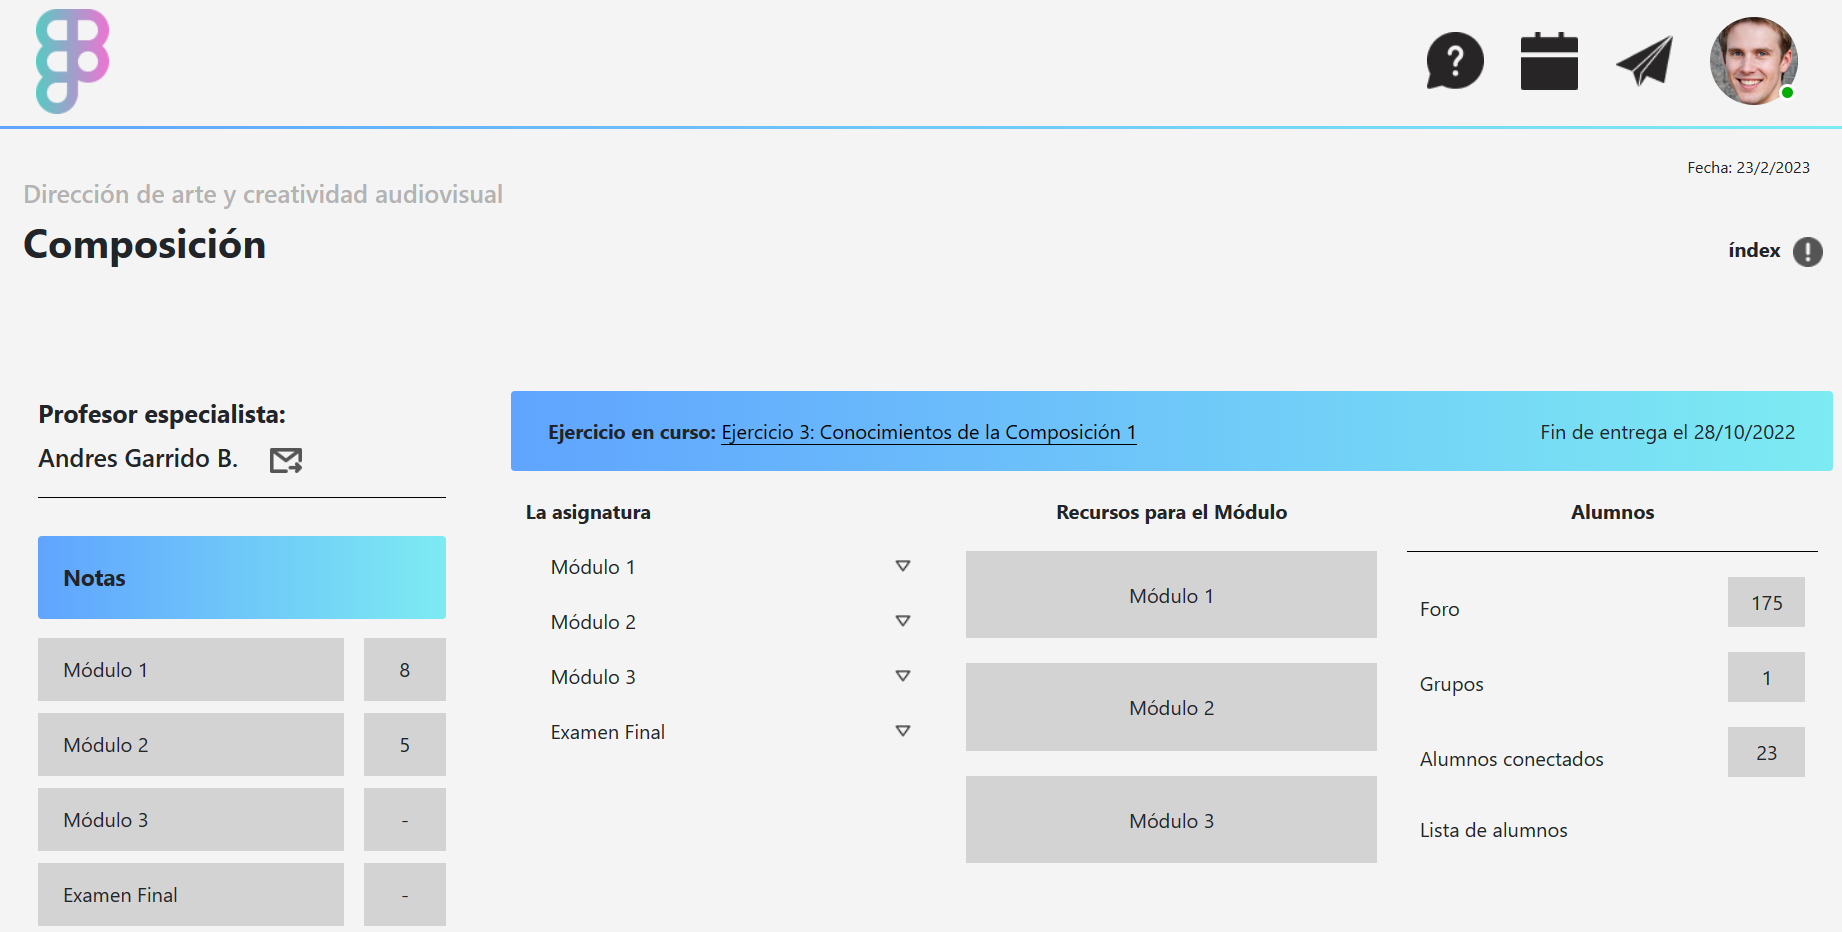 Fecha: 23/2/2023
Dirección de arte y creatividad audiovisual
Composición
índex
Profesor especialista:
Andres Garrido B.
Notas
Módulo 1 8
Módulo 2 5
Módulo 3 -
Examen Final -
Ejercicio en curso: Ejercicio 3: Conocimientos de la Composición 1 Fin de entrega el 28/10/2022
La asignatura
Módulo 1
Módulo 2
Módulo 3
Examen Final
Recursos para el Módulo
Módulo 1
Módulo 2
Módulo 3
Alumnos
Foro 175
Grupos 1
Alumnos conectados 23
Lista de alumnos